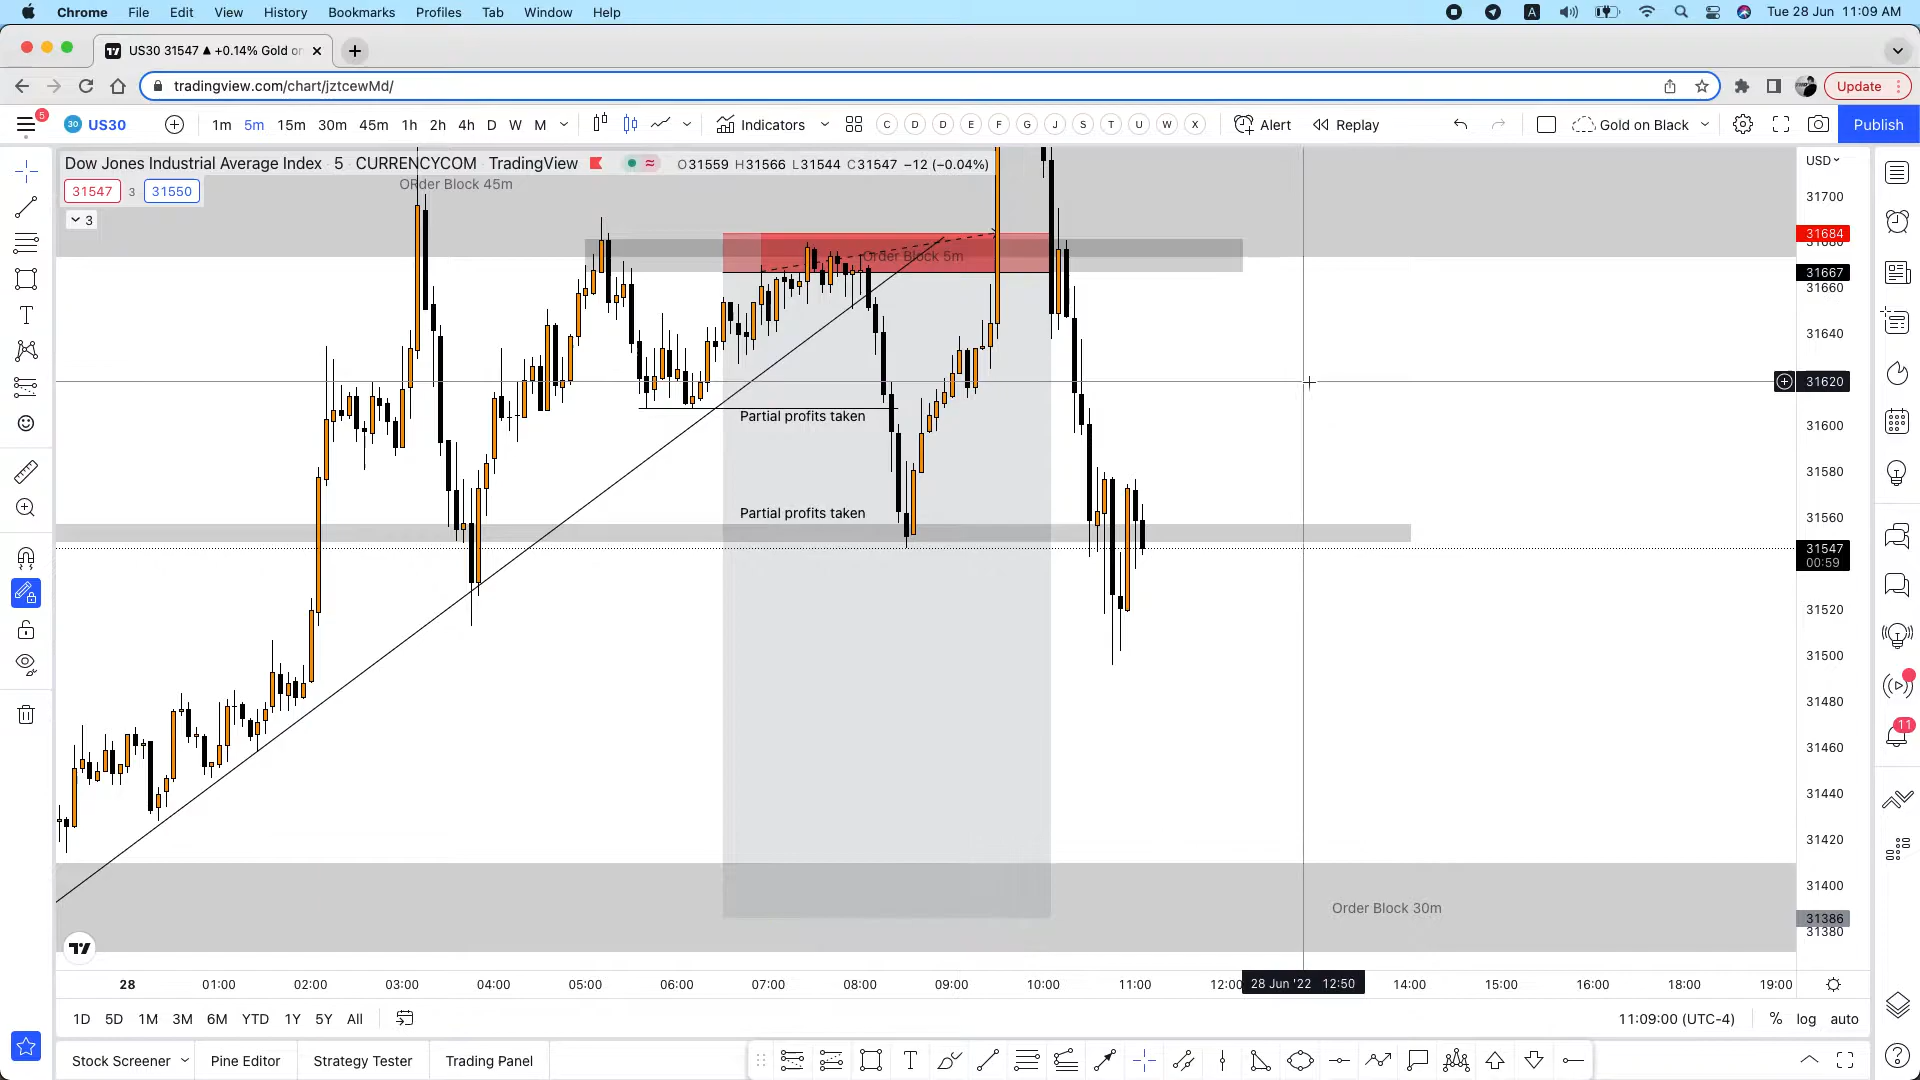 Chrome File Edit View History Bookmarks Profiles Tab Window Help A Tue 28 Jun 11:09 AM
US30 31547 ▲ +0.14% Gold o
tradingview.com/chart/jztcewMd/ Update
5 30 US30 1m 5m 15m 30m 45m 1h 2h 4h D W M Indicators C D D E F G J S T U W X Alert Replay Gold on Black Publish
Dow Jones Industrial Average Index · 5 · CURRENCYCOM · TradingView O31559 H31566 L31544 C31547 −12 (−0.04%) USD
ORder Block 45m
31547 3 31550
31700
3
31684
Order Block 5m
31667
31660
31640
31620
Partial profits taken
31600
31580
Partial profits taken
31560
31547
00:59
31520
31500
31480
31460
31440
31420
31400
Order Block 30m
31386
31380
11
28 01:00 02:00 03:00 04:00 05:00 06:00 07:00 08:00 09:00 10:00 11:00 12:00 28 Jun '22 12:50 14:00 15:00 16:00 17:00 18:00 19:00
1D 5D 1M 3M 6M YTD 1Y 5Y All 11:09:00 (UTC-4) % log auto
Stock Screener Pine Editor Strategy Tester Trading Panel